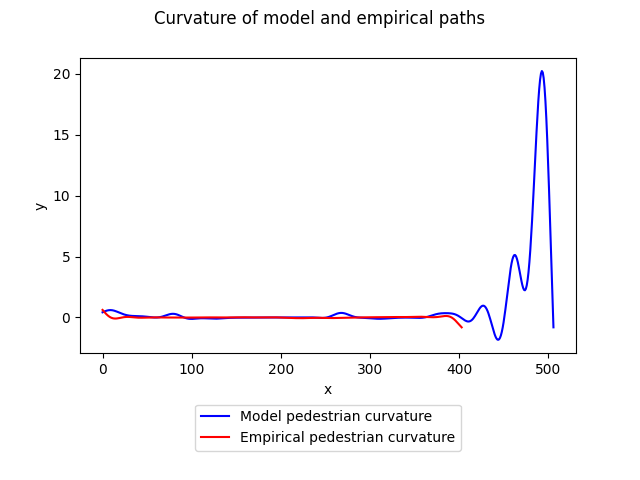 Curvature of model and empirical paths
20
15
10
5
0
y
0 100 200 300 400 500
x
Model pedestrian curvature
Empirical pedestrian curvature